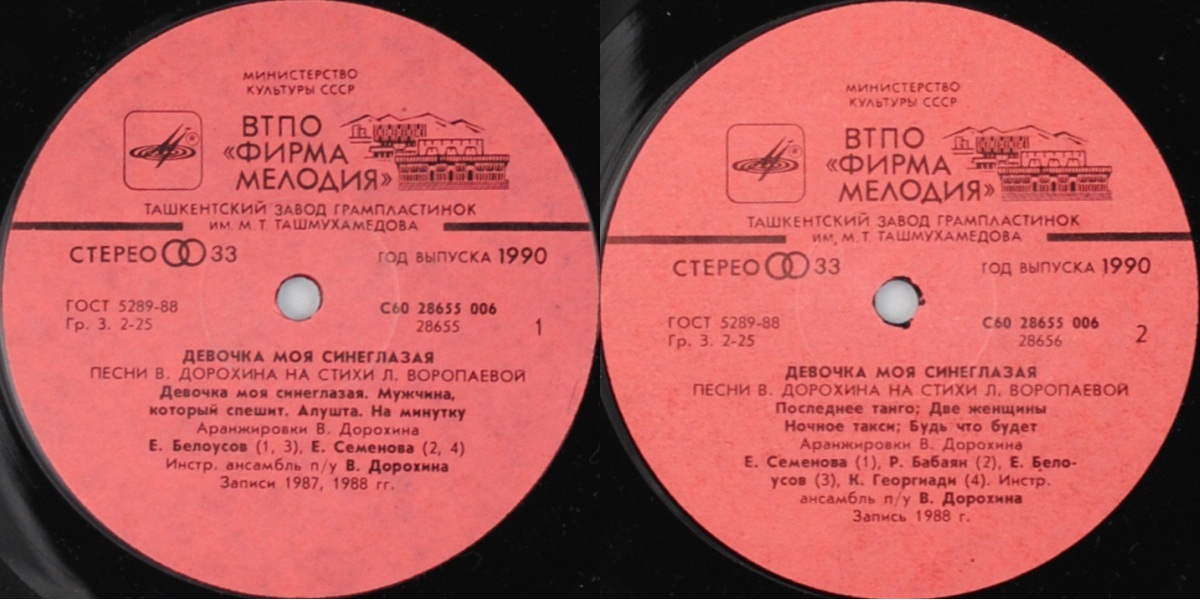 МИНИСТЕРСТВО
КУЛЬТУРЫ СССР
ВТПО
«ФИРМА
МЕЛОДИЯ»
ТАШКЕНТСКИЙ ЗАВОД ГРАМПЛАСТИНОК
ИМ. М. Т. ТАШМУХАМЕДОВА
СТЕРЕО 33
ГОД ВЫПУСКА 1990
ГОСТ 5289-88
Гр. 3. 2-25
С60 28655 006
28655
1
ДЕВОЧКА МОЯ СИНЕГЛАЗАЯ
ПЕСНИ В. ДОРОХИНА НА СТИХИ Л. ВОРОПАЕВОЙ
Девочка моя синеглазая. Мужчина,
который спешит. Алушта. На минутку
Аранжировки В. Дорохина
Е. Белоусов (1, 3), Е. Семенова (2, 4)
Инстр. ансамбль п/у В. Дорохина
Записи 1987, 1988 гг.
МИНИСТЕРСТВО
КУЛЬТУРЫ СССР
ВТПО
«ФИРМА
МЕЛОДИЯ»
ТАШКЕНТСКИЙ ЗАВОД ГРАМПЛАСТИНОК
ИМ. М. Т. ТАШМУХАМЕДОВА
СТЕРЕО 33
ГОД ВЫПУСКА 1990
ГОСТ 5289-88
Гр. 3. 2-25
С60 28655 006
28656
2
ДЕВОЧКА МОЯ СИНЕГЛАЗАЯ
ПЕСНИ В. ДОРОХИНА НА СТИХИ Л. ВОРОПАЕВОЙ
Последнее танго; Две женщины
Ночное такси; Будь что будет
Аранжировки В. Дорохина
Е. Семенова (1), Р. Бабаян (2), Е. Бело-
усов (3), К. Георгиади (4). Инстр.
ансамбль п/у В. Дорохина
Запись 1988 г.